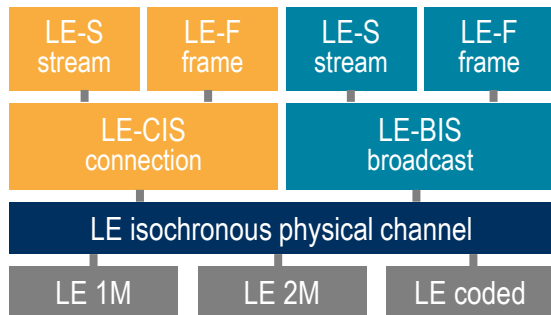 LE-S
stream
LE-F
frame
LE-S
stream
LE-F
frame
LE-CIS
connection
LE-BIS
broadcast
LE isochronous physical channel
LE 1M
LE 2M
LE coded